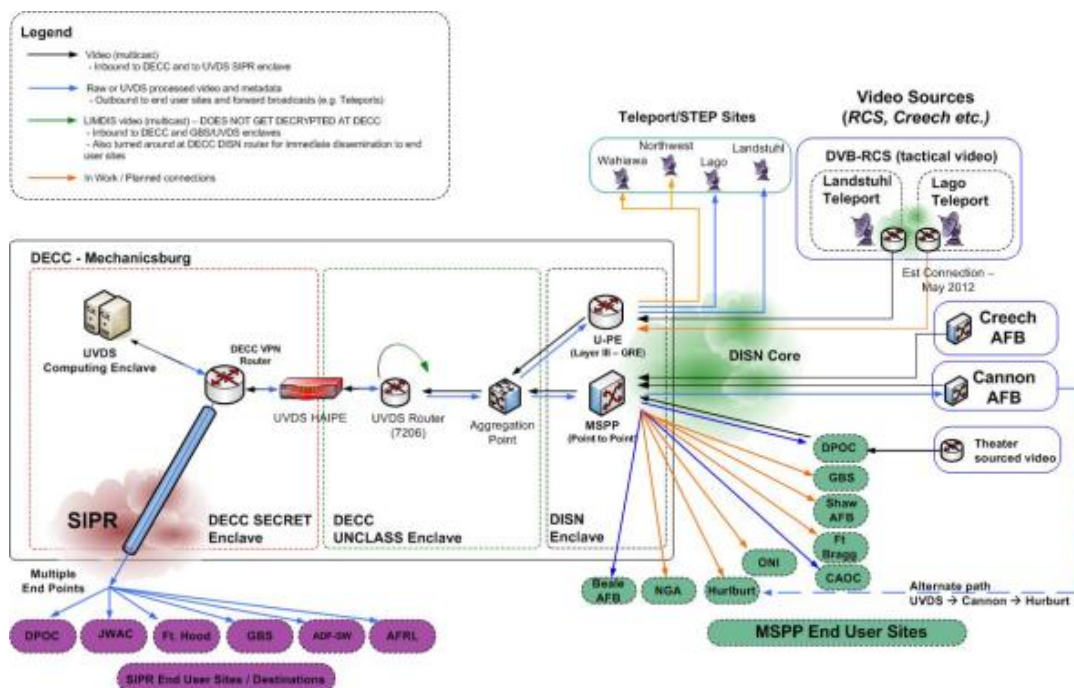 Legend
Video (multicast)
- Inbound to DECC and to UVDS SIPR enclave
Raw or UVDS processed video and metadata
- Outbound to end user sites and forward broadcasts (e.g. Teleports)
LIMDIS video (multicast) – DOES NOT GET DECRYPTED AT DECC
- Inbound to DECC and GBS/UVDS enclaves
- Also turned around at DECC DISN router for immediate dissemination to end
user sites
In Work / Planned connections
Teleport/STEP Sites
Wahiawa
Northwest
Lago
Landstuhl
Video Sources
(RCS, Creech etc.)
DVB-RCS (tactical video)
Landstuhl
Teleport
Lago
Teleport
Est Connection –
May 2012
DECC - Mechanicsburg
UVDS
Computing Enclave
DECC VPN
Router
UVDS HAIPE
UVDS Router
(7206)
Aggregation
Point
U-PE
(Layer III – GRE)
MSPP
(Point to Point)
DISN Core
Creech
AFB
Cannon
AFB
Theater
sourced video
SIPR
DECC SECRET
Enclave
DECC
UNCLASS Enclave
DISN
Enclave
DPOC
GBS
Shaw
AFB
Ft
Bragg
CAOC
ONI
Hurlburt
NGA
Beale
AFB
Alternate path
UVDS → Cannon → Hurburt
MSPP End User Sites
Multiple
End Points
DPOC
JWAC
Ft. Hood
GBS
ADF-SW
AFRL
SIPR End User Sites / Destinations